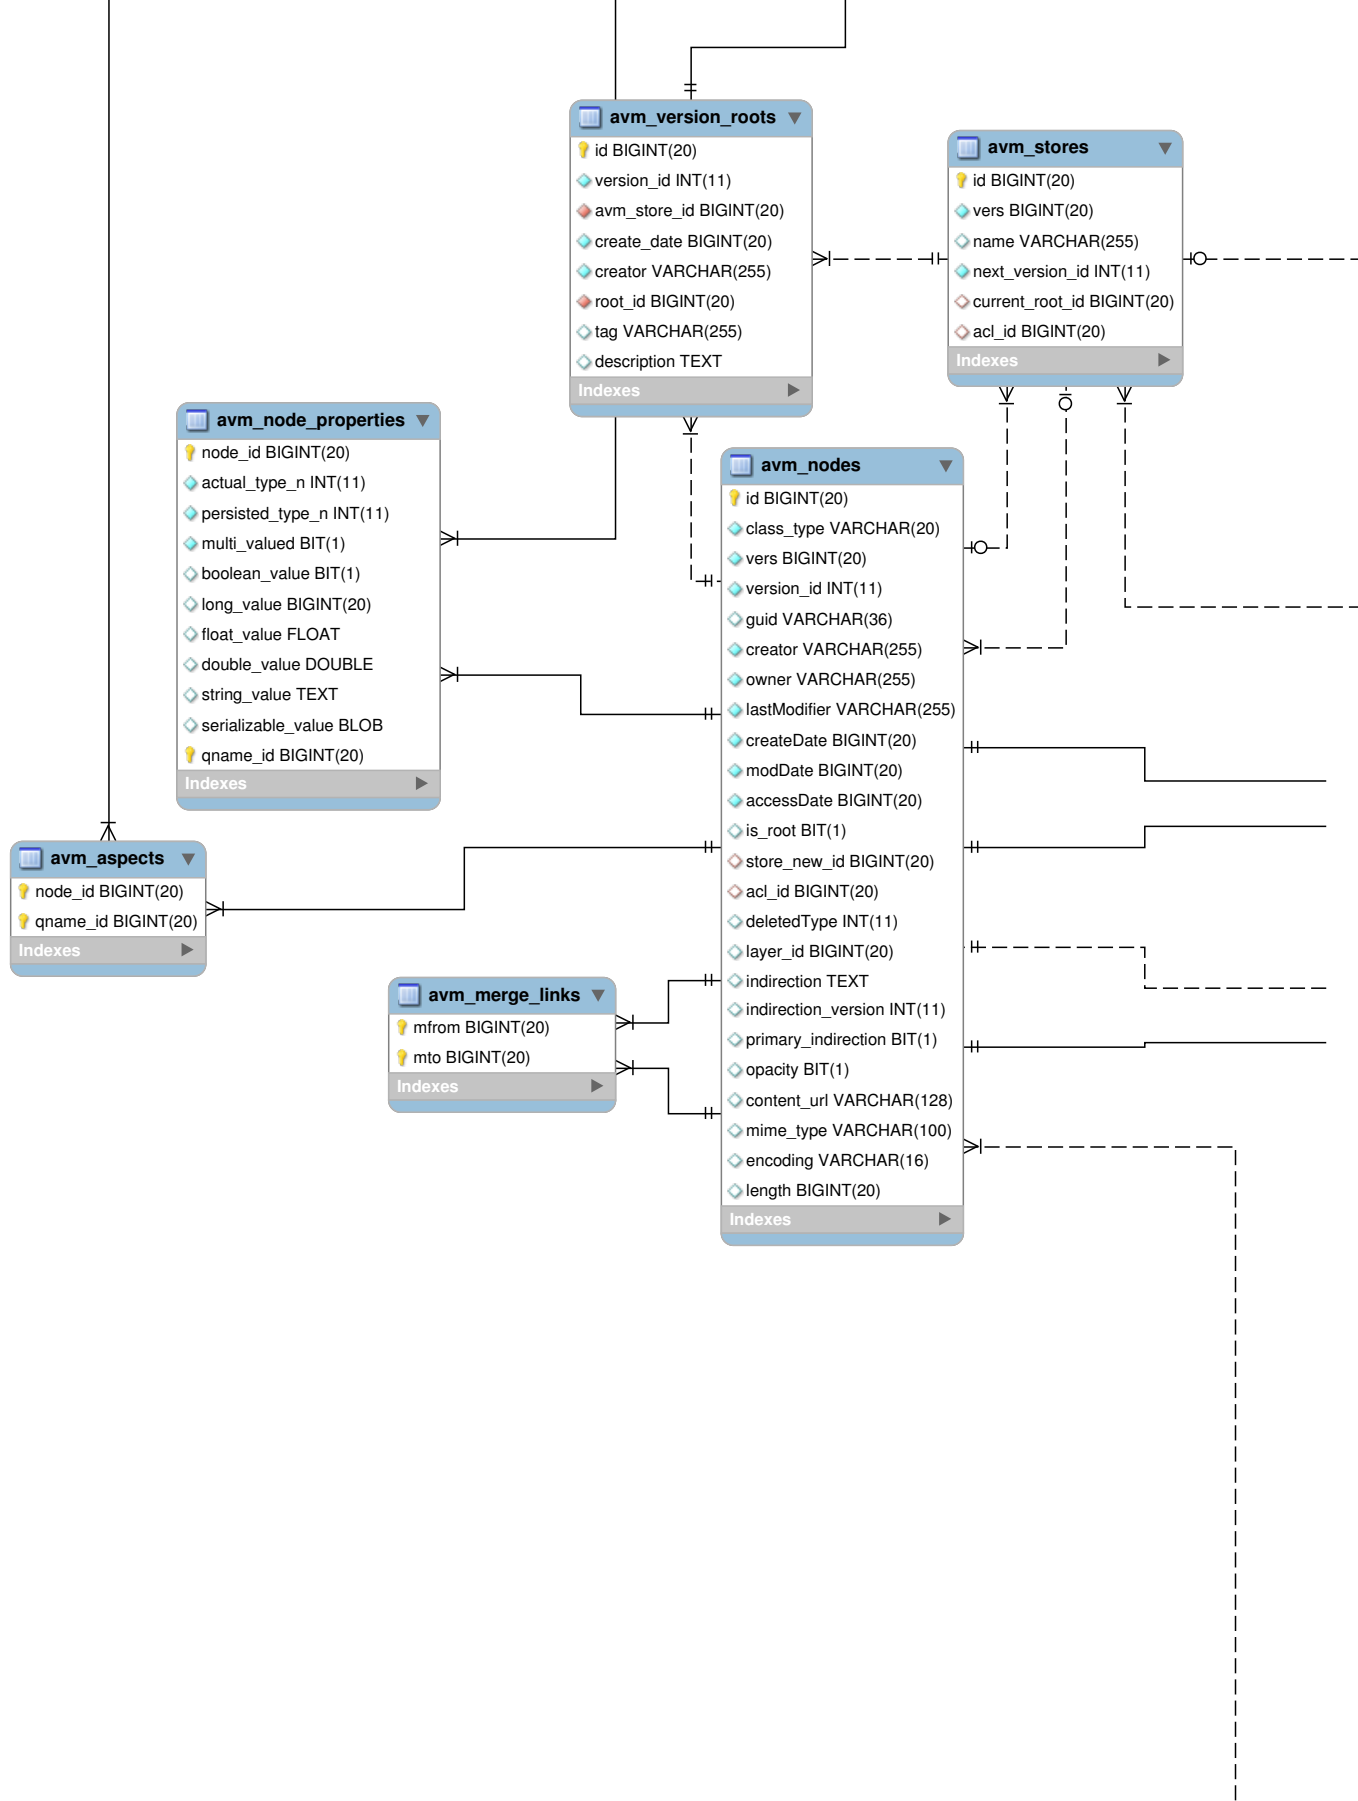 avm_version_roots
id BIGINT(20)
version_id INT(11)
avm_store_id BIGINT(20)
create_date BIGINT(20)
creator VARCHAR(255)
root_id BIGINT(20)
tag VARCHAR(255)
description TEXT
Indexes
avm_stores
id BIGINT(20)
vers BIGINT(20)
name VARCHAR(255)
next_version_id INT(11)
current_root_id BIGINT(20)
acl_id BIGINT(20)
Indexes
avm_node_properties
node_id BIGINT(20)
actual_type_n INT(11)
persisted_type_n INT(11)
multi_valued BIT(1)
boolean_value BIT(1)
long_value BIGINT(20)
float_value FLOAT
double_value DOUBLE
string_value TEXT
serializable_value BLOB
qname_id BIGINT(20)
Indexes
avm_nodes
id BIGINT(20)
class_type VARCHAR(20)
vers BIGINT(20)
version_id INT(11)
guid VARCHAR(36)
creator VARCHAR(255)
owner VARCHAR(255)
lastModifier VARCHAR(255)
createDate BIGINT(20)
modDate BIGINT(20)
accessDate BIGINT(20)
is_root BIT(1)
store_new_id BIGINT(20)
acl_id BIGINT(20)
deletedType INT(11)
layer_id BIGINT(20)
indirection TEXT
indirection_version INT(11)
primary_indirection BIT(1)
opacity BIT(1)
content_url VARCHAR(128)
mime_type VARCHAR(100)
encoding VARCHAR(16)
length BIGINT(20)
Indexes
avm_aspects
node_id BIGINT(20)
qname_id BIGINT(20)
Indexes
avm_merge_links
mfrom BIGINT(20)
mto BIGINT(20)
Indexes